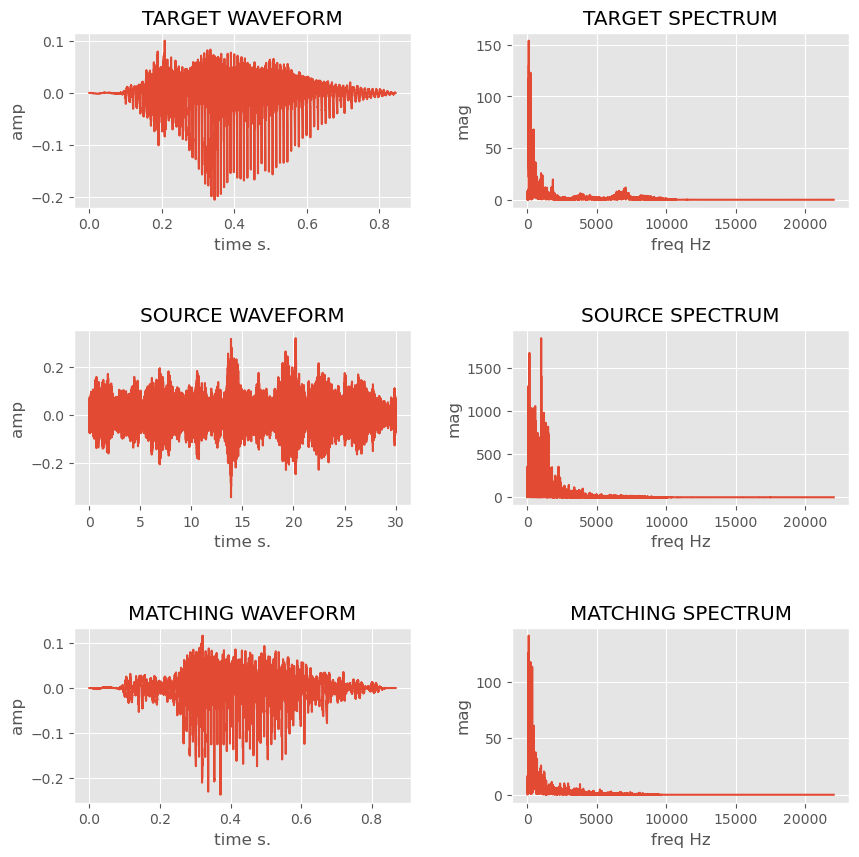 TARGET WAVEFORM
0.1
0.0
−0.1
−0.2
amp
0.0 0.2 0.4 0.6 0.8
time s.
TARGET SPECTRUM
150
100
50
0
mag
0 5000 10000 15000 20000
freq Hz
SOURCE WAVEFORM
0.2
0.0
−0.2
amp
0 5 10 15 20 25 30
time s.
SOURCE SPECTRUM
1500
1000
500
0
mag
0 5000 10000 15000 20000
freq Hz
MATCHING WAVEFORM
0.1
0.0
−0.1
−0.2
amp
0.0 0.2 0.4 0.6 0.8
time s.
MATCHING SPECTRUM
100
50
0
mag
0 5000 10000 15000 20000
freq Hz